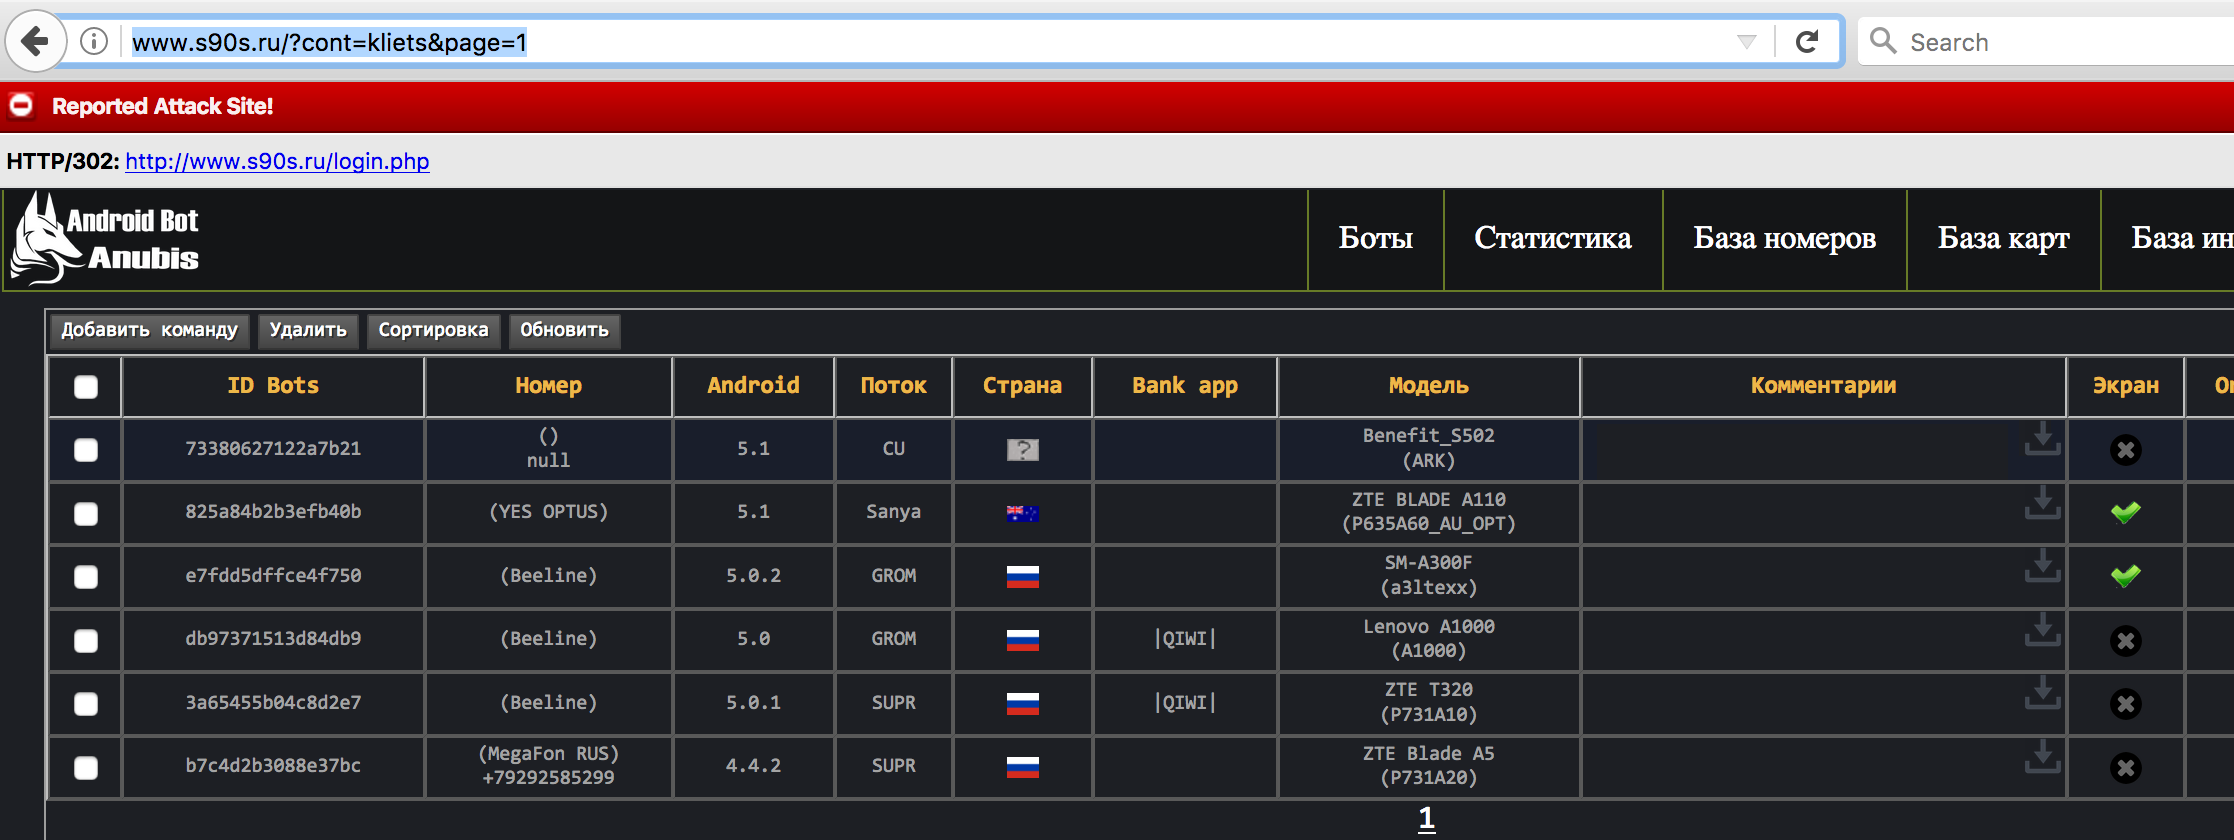 www.s90s.ru/?cont=kliets&page=1
Search
Reported Attack Site!
HTTP/302: http://www.s90s.ru/login.php
Android Bot
Anubis
Боты
Статистика
База номеров
База карт
База ин
Добавить команду
Удалить
Сортировка
Обновить
ID Bots Номер Android Поток Страна Bank app Модель Комментарии Экран On
73380627122a7b21 () null 5.1 CU ? Benefit_S502 (ARK)
825a84b2b3efb40b (YES OPTUS) 5.1 Sanya ZTE BLADE A110 (P635A60_AU_OPT)
e7fdd5dffce4f750 (Beeline) 5.0.2 GROM SM-A300F (a3ltexx)
db97371513d84db9 (Beeline) 5.0 GROM |QIWI| Lenovo A1000 (A1000)
3a65455b04c8d2e7 (Beeline) 5.0.1 SUPR |QIWI| ZTE T320 (P731A10)
b7c4d2b3088e37bc (MegaFon RUS) +79292585299 4.4.2 SUPR ZTE Blade A5 (P731A20)
1